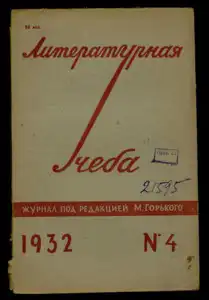 Литературная
Учеба
21595
ЖУРНАЛ ПОД РЕДАКЦИЕЙ М. ГОРЬКОГО
1932 № 4